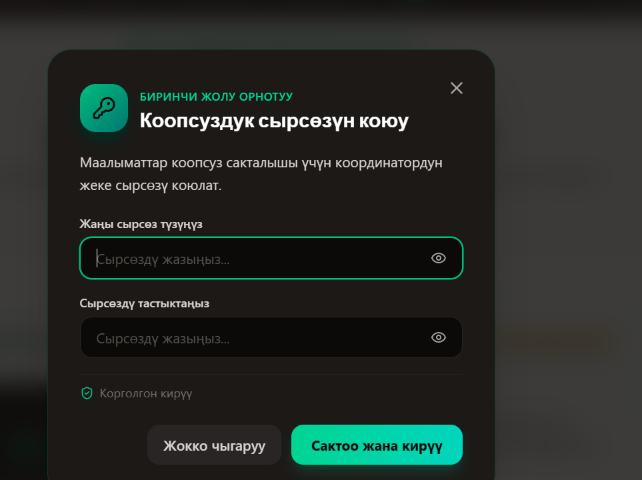 БИРИНЧИ ЖОЛУ ОРНОТУУ
Коопсуздук сырсөзүн коюу
Маалыматтар коопсуз сакталышы үчүн координатордун
жеке сырсөзү коюлат.
Жаңы сырсөз түзүңүз
Сырсөздү жазыңыз...
Сырсөздү тастыктаңыз
Сырсөздү жазыңыз...
Корголгон кирүү
Жокко чыгаруу
Сактоо жана кирүү